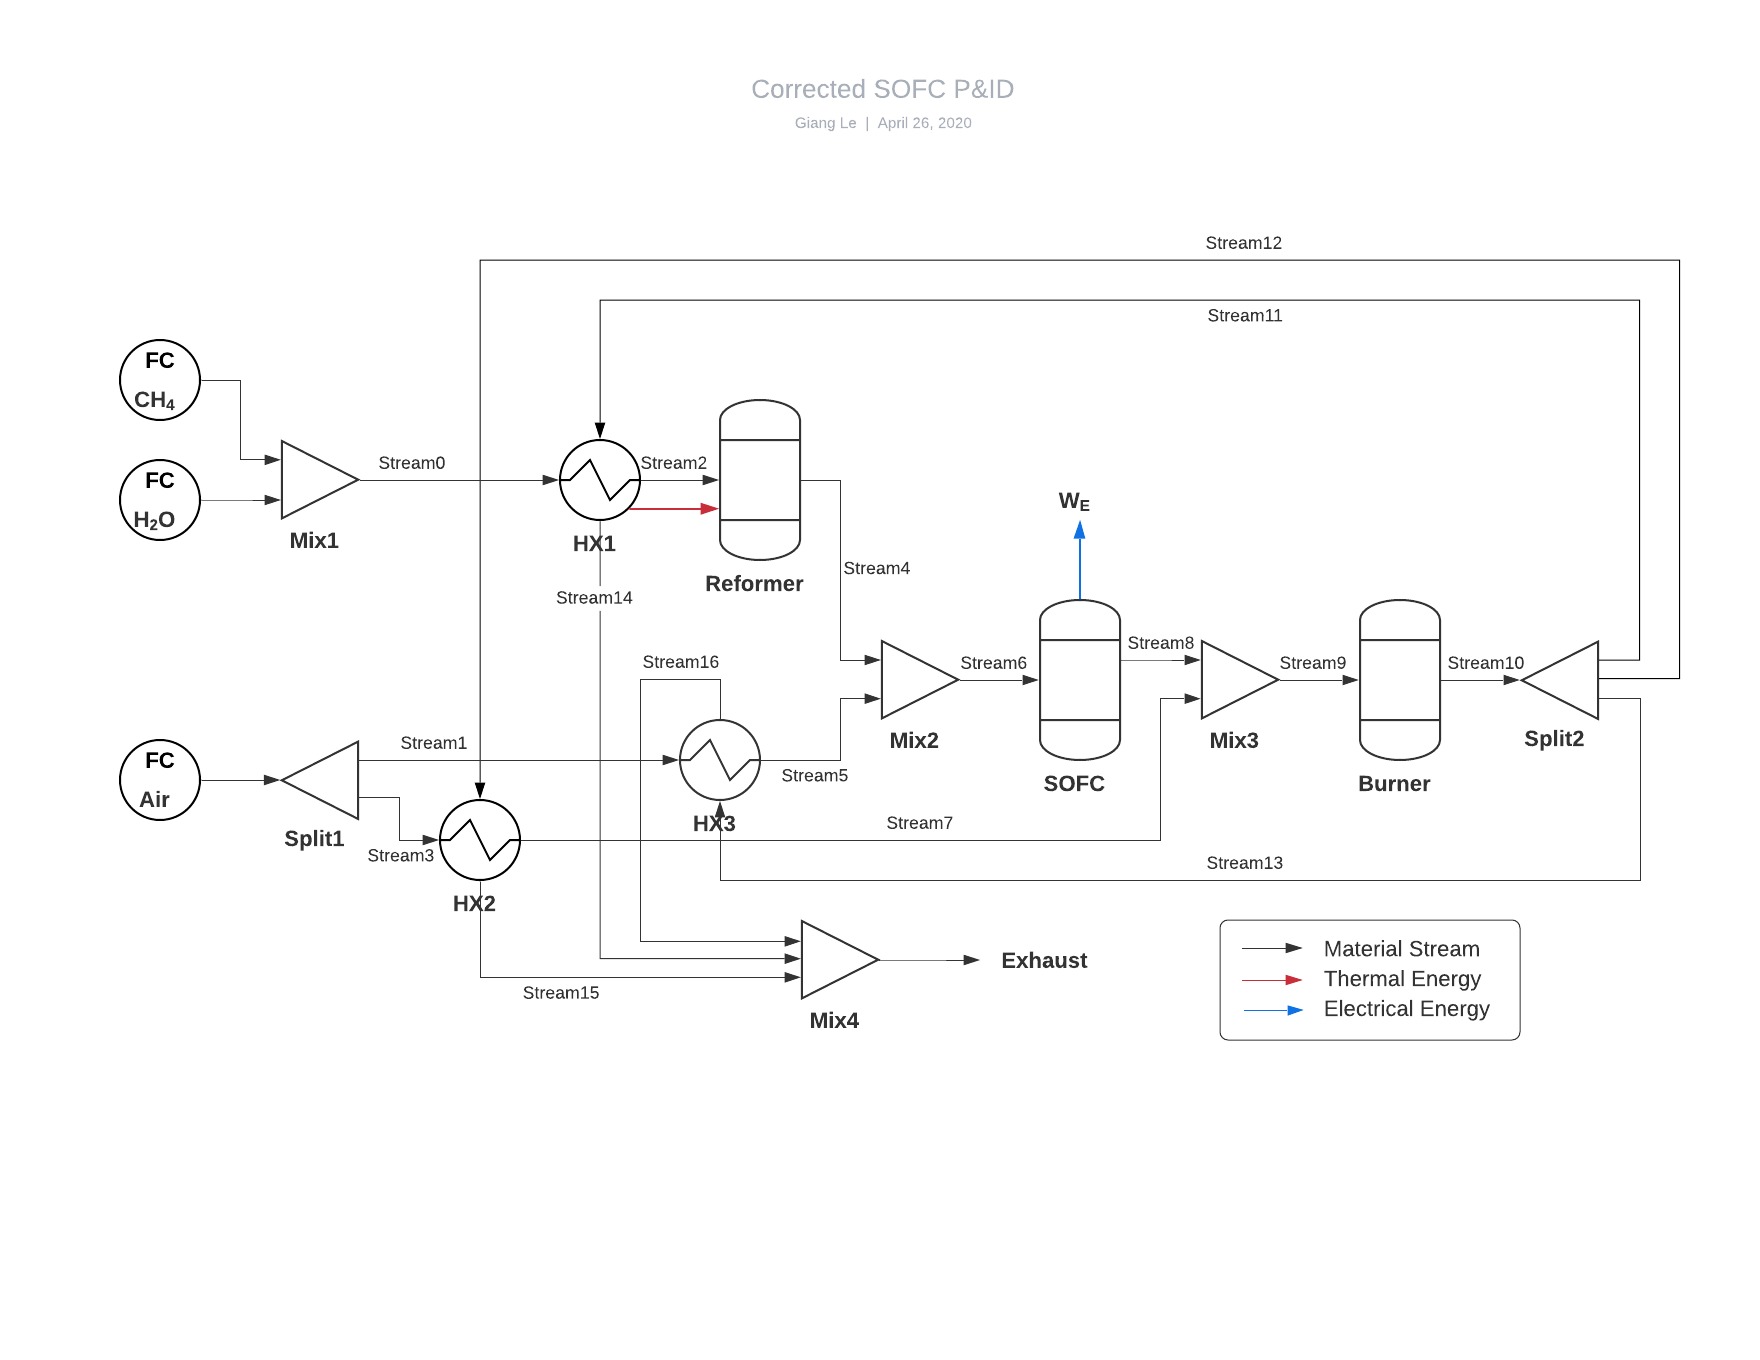 Corrected SOFC P&ID
Giang Le | April 26, 2020
Stream12
Stream11
FC
CH₄
FC
H₂O
Mix1
Stream0
HX1
Stream2
Reformer
Stream14
Stream4
W_E
Stream16
Stream6
Stream8
Stream9
Stream10
Mix2
SOFC
Mix3
Burner
Split2
FC
Air
Split1
Stream1
Stream3
HX3
Stream5
Stream7
Stream13
HX2
Stream15
Mix4
Exhaust
Material Stream
Thermal Energy
Electrical Energy